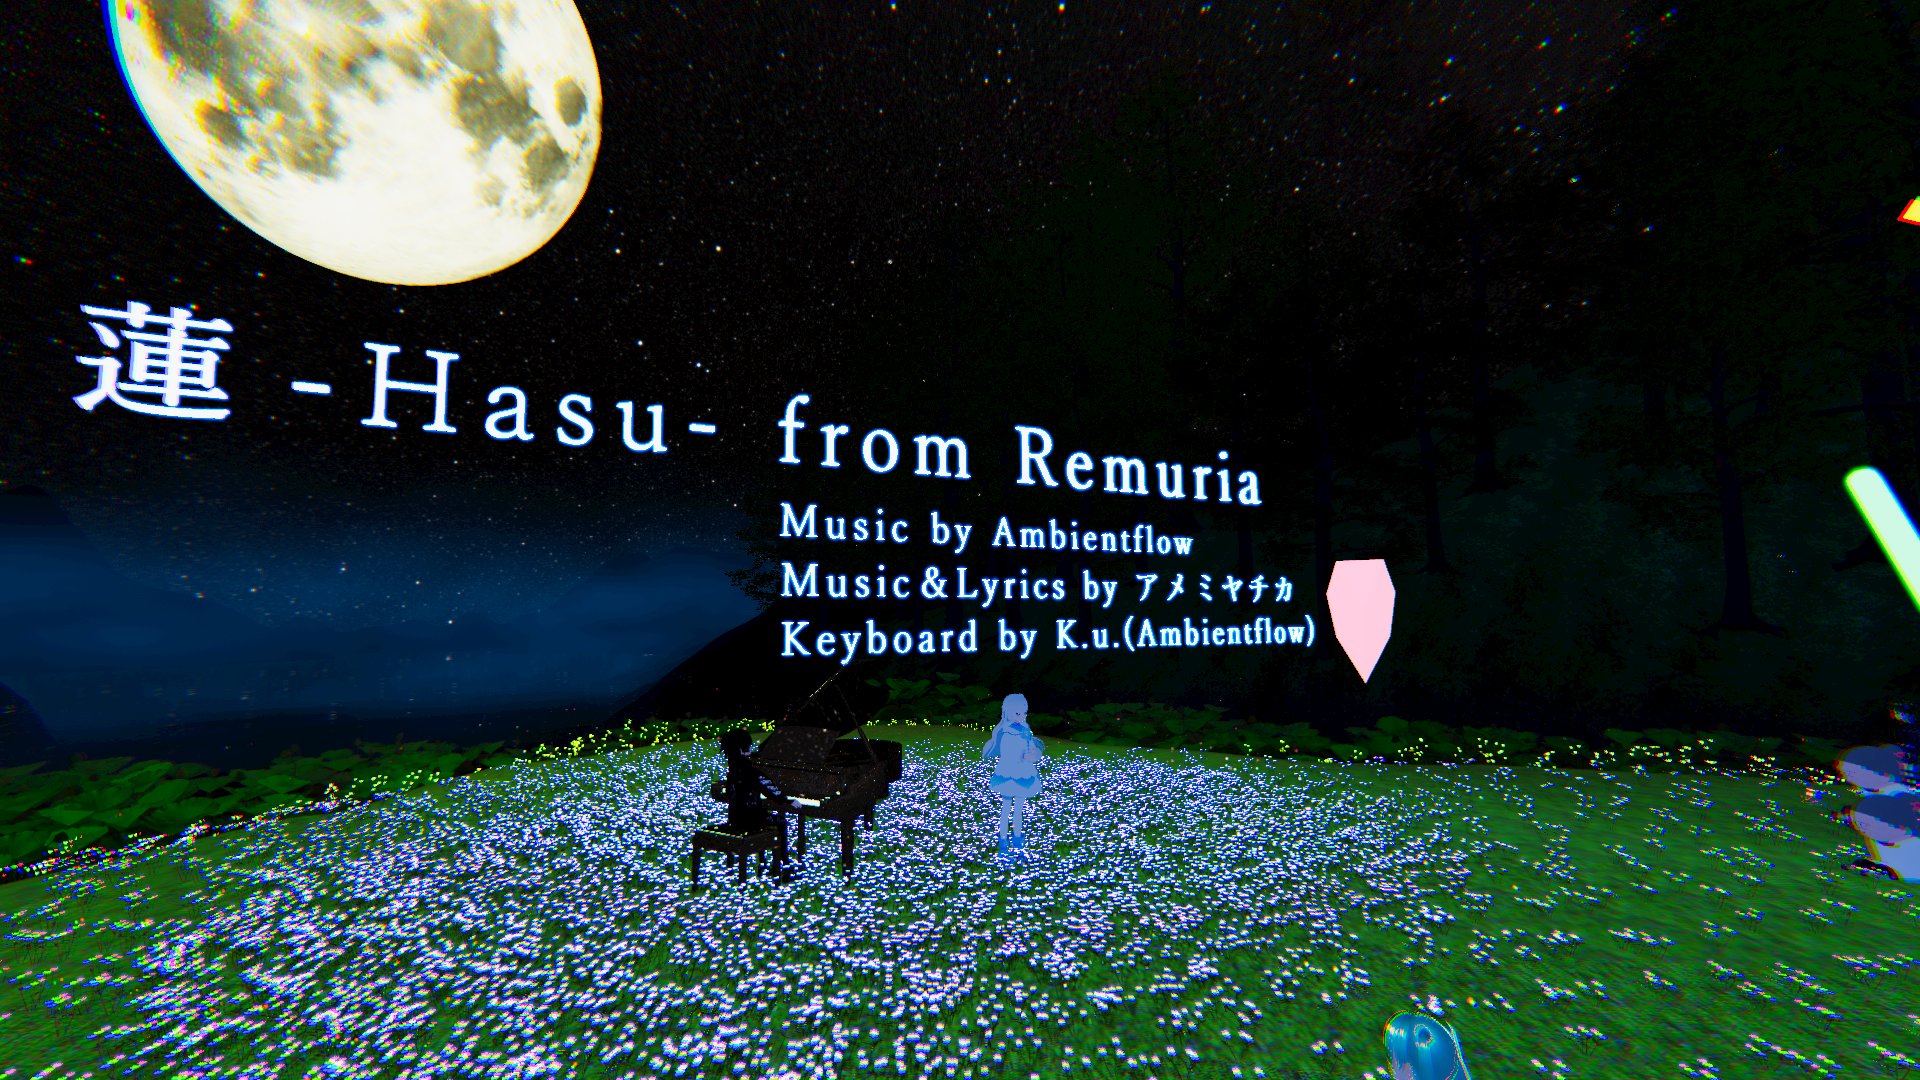 蓮 -Hasu- from Remuria
Music by Ambientflow
Music&Lyrics by アメミヤチカ
Keyboard by K.u.(Ambientflow)